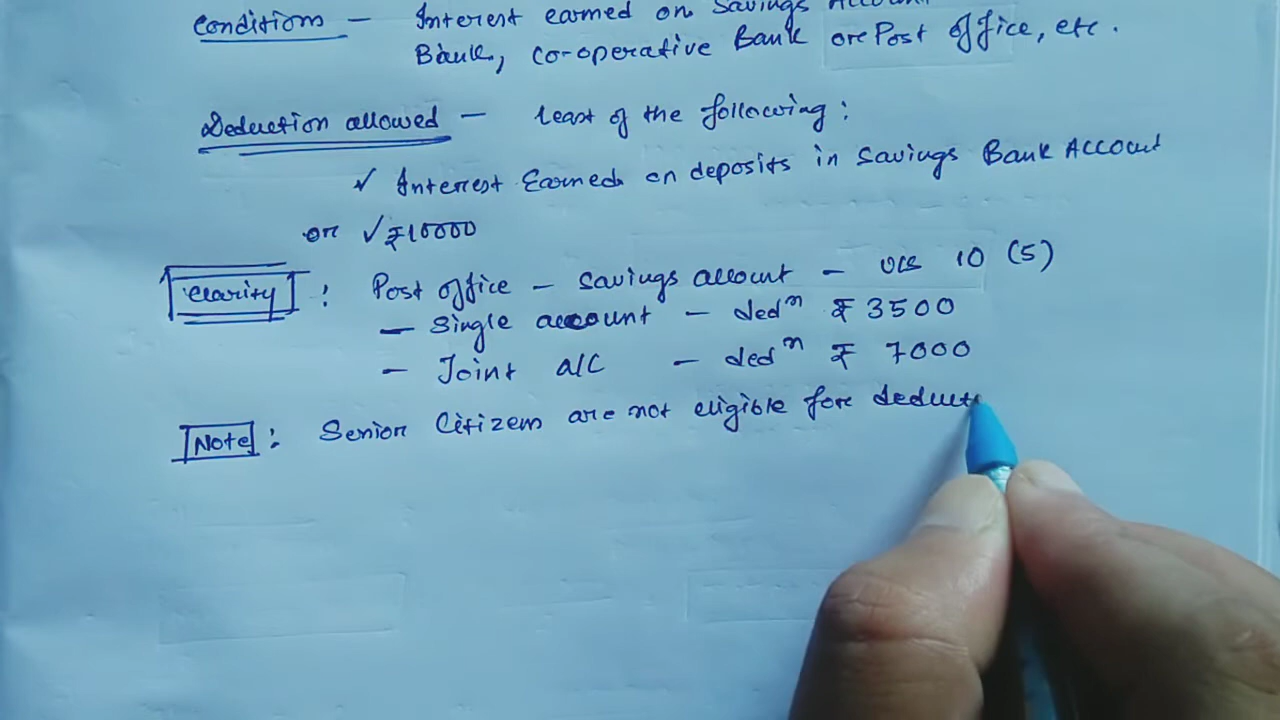 Conditions - Interest earned on Savings Account
Bank, co-operative Bank or Post office, etc.
Deduction allowed - least of the following:
✓ Interest Earned on deposits in Savings Bank Account
or ✓ ₹10000
Clarity : Post office - Savings account - u/s 10 (5)
- Single account - dedⁿ ₹ 3500
- Joint a/c - dedⁿ ₹ 7000
Note : Senior Citizens are not eligible for deduct